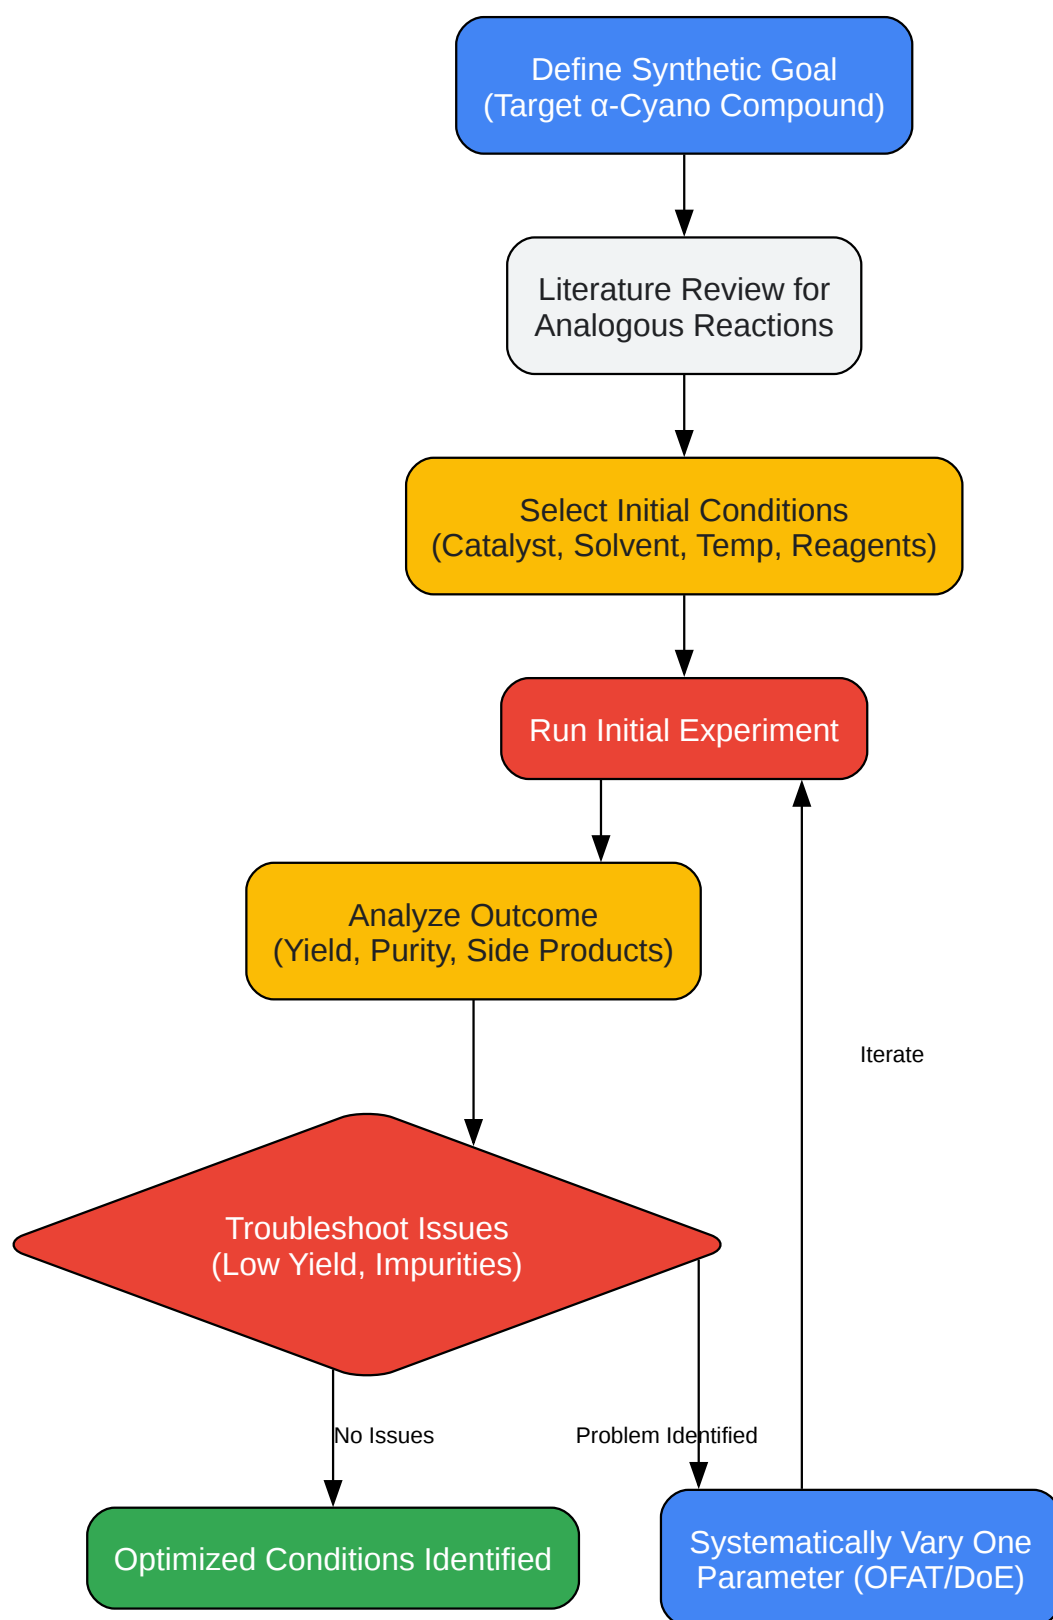 Define Synthetic Goal
(Target α-Cyano Compound)
Literature Review for
Analogous Reactions
Select Initial Conditions
(Catalyst, Solvent, Temp, Reagents)
Run Initial Experiment
Analyze Outcome
(Yield, Purity, Side Products)
Iterate
Troubleshoot Issues
(Low Yield, Impurities)
No Issues
Problem Identified
Optimized Conditions Identified
Systematically Vary One
Parameter (OFAT/DoE)